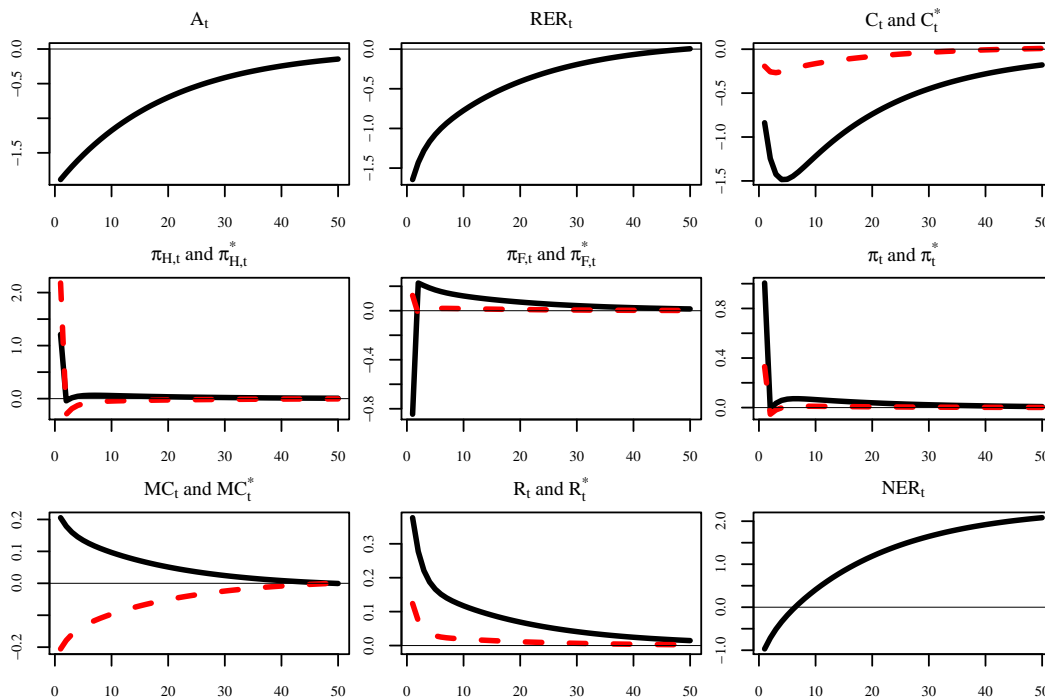 A_t
RER_t
C_t and C_t^*
0.0
−0.5
−1.5
0 10 20 30 40 50
0.0
−0.5
−1.0
−1.5
0 10 20 30 40 50
0.0
−0.5
−1.0
−1.5
0 10 20 30 40 50
π_{H,t} and π_{H,t}^*
π_{F,t} and π_{F,t}^*
π_t and π_t^*
2.0
1.0
0.0
0 10 20 30 40 50
0.0
−0.4
−0.8
0 10 20 30 40 50
0.8
0.4
0.0
0 10 20 30 40 50
MC_t and MC_t^*
R_t and R_t^*
NER_t
0.2
0.1
0.0
−0.2
0 10 20 30 40 50
0.3
0.2
0.1
0.0
0 10 20 30 40 50
2.0
1.0
0.0
−1.0
0 10 20 30 40 50